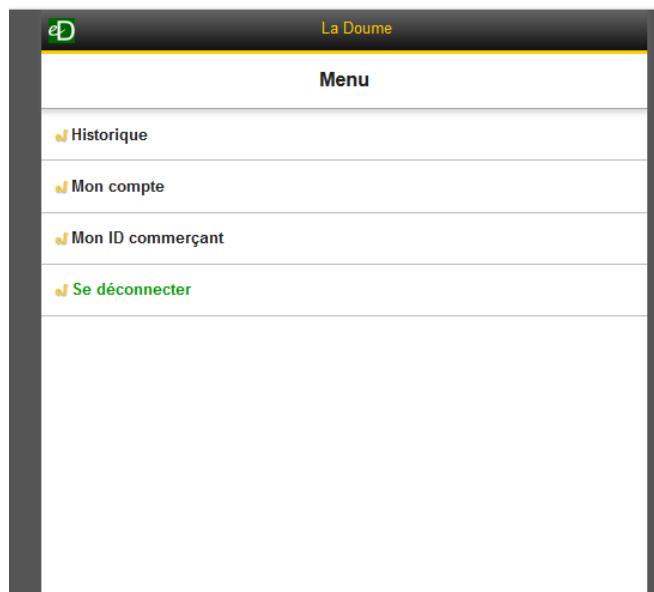 eD
La Doume
Menu
Historique
Mon compte
Mon ID commerçant
Se déconnecter